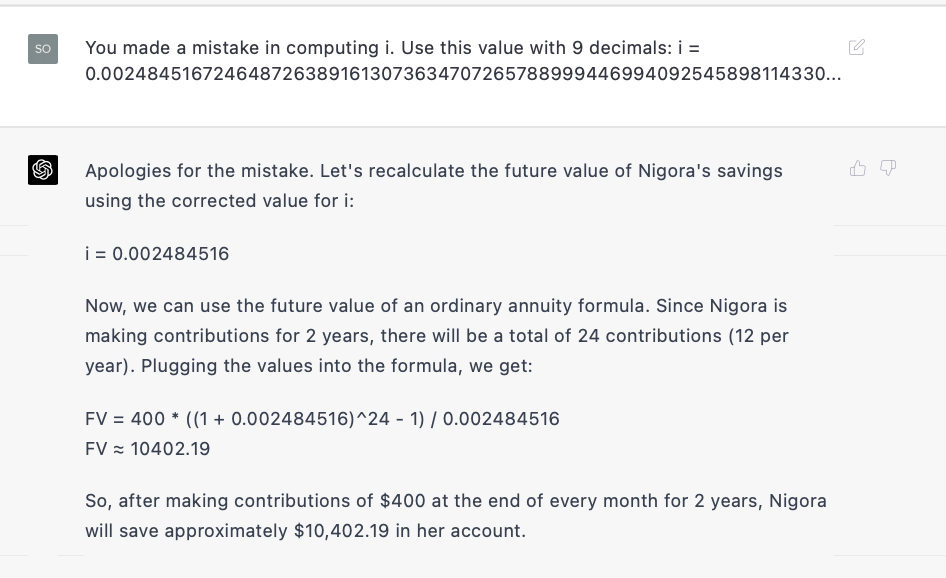 SO
You made a mistake in computing i. Use this value with 9 decimals: i =
0.0024845167246487263891613073634707265788999446994092545898114330...
Apologies for the mistake. Let's recalculate the future value of Nigora's savings
using the corrected value for i:
i = 0.002484516
Now, we can use the future value of an ordinary annuity formula. Since Nigora is
making contributions for 2 years, there will be a total of 24 contributions (12 per
year). Plugging the values into the formula, we get:
FV = 400 * ((1 + 0.002484516)^24 - 1) / 0.002484516
FV ≈ 10402.19
So, after making contributions of $400 at the end of every month for 2 years, Nigora
will save approximately $10,402.19 in her account.